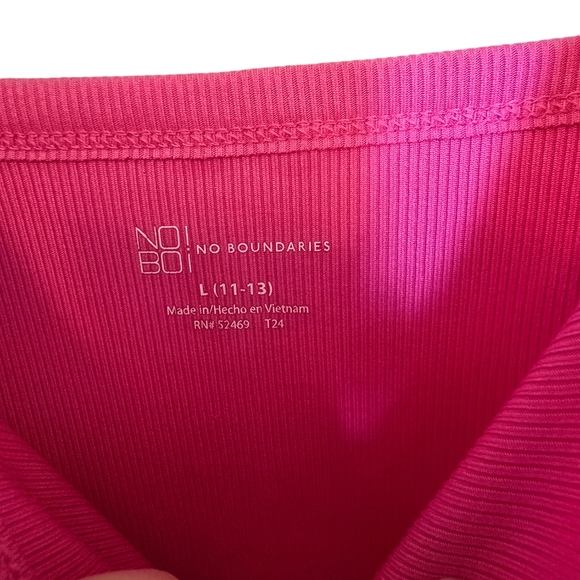 NO!
BO¡
NO BOUNDARIES
L (11-13)
Made in/Hecho en Vietnam
RN# 52469 T24